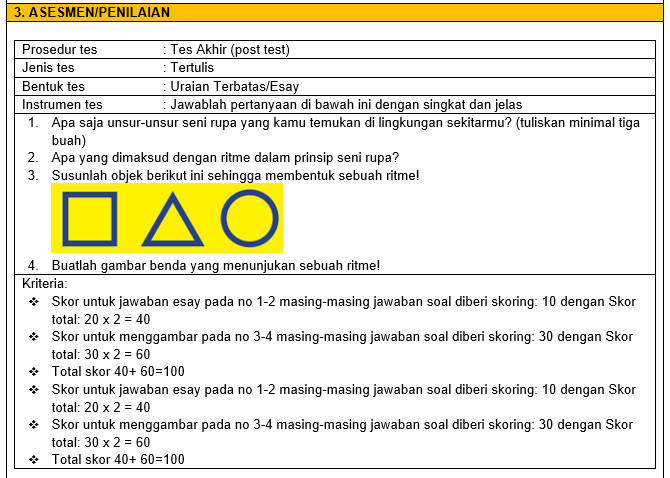 3. ASESMEN/PENILAIAN
Prosedur tes : Tes Akhir (post test)
Jenis tes : Tertulis
Bentuk tes : Uraian Terbatas/Esay
Instrumen tes : Jawablah pertanyaan di bawah ini dengan singkat dan jelas
1. Apa saja unsur-unsur seni rupa yang kamu temukan di lingkungan sekitarmu? (tuliskan minimal tiga
buah)
2. Apa yang dimaksud dengan ritme dalam prinsip seni rupa?
3. Susunlah objek berikut ini sehingga membentuk sebuah ritme!
4. Buatlah gambar benda yang menunjukan sebuah ritme!
Kriteria:
❖ Skor untuk jawaban esay pada no 1-2 masing-masing jawaban soal diberi skoring: 10 dengan Skor
total: 20 x 2 = 40
❖ Skor untuk menggambar pada no 3-4 masing-masing jawaban soal diberi skoring: 30 dengan Skor
total: 30 x 2 = 60
❖ Total skor 40+ 60=100
❖ Skor untuk jawaban esay pada no 1-2 masing-masing jawaban soal diberi skoring: 10 dengan Skor
total: 20 x 2 = 40
❖ Skor untuk menggambar pada no 3-4 masing-masing jawaban soal diberi skoring: 30 dengan Skor
total: 30 x 2 = 60
❖ Total skor 40+ 60=100